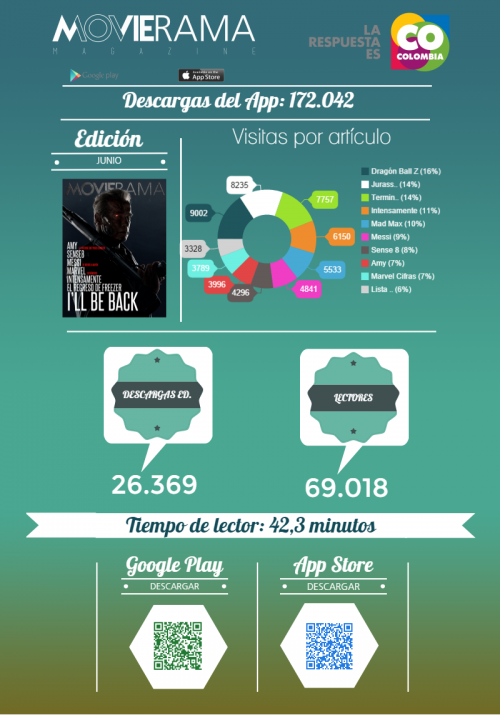 MOVIERAMA
MAGAZINE
LA
RESPUESTA
ES
CO
COLOMBIA
Google play
App Store
Descargas del App: 172.042
Edición
JUNIO
MOVIERAMA
AMY
SENSE8
MESSI
MARVEL
INTENSAMENTE
EL REGRESO DE FREEZER
I'LL BE BACK
Visitas por artículo
8235
7757
9002
6150
3328
3789
5533
3996
4296
4841
Dragón Ball Z (16%)
Jurass.. (14%)
Termin.. (14%)
Intensamente (11%)
Mad Max (10%)
Messi (9%)
Sense 8 (8%)
Amy (7%)
Marvel Cifras (7%)
Lista .. (6%)
DESCARGAS ED.
LECTORES
26.369
69.018
Tiempo de lector: 42,3 minutos
Google Play
DESCARGAR
App Store
DESCARGAR